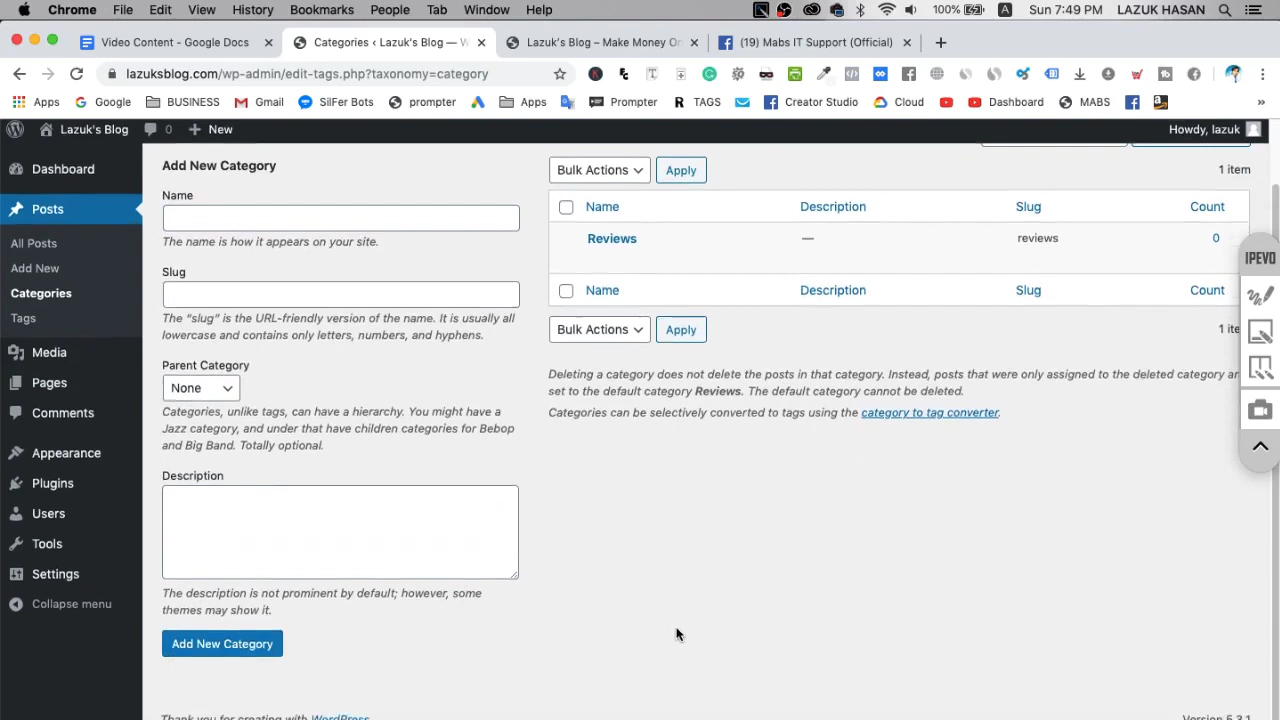 Chrome File Edit View History Bookmarks People Tab Window Help 100% A Sun 7:49 PM LAZUK HASAN
Video Content - Google Docs Categories ‹ Lazuk's Blog — W Lazuk's Blog – Make Money On (19) Mabs IT Support (Official)
lazuksblog.com/wp-admin/edit-tags.php?taxonomy=category
Apps Google BUSINESS Gmail SilFer Bots prompter Apps Prompter R TAGS Creator Studio Cloud Dashboard MABS »
Lazuk's Blog 0 + New Howdy, lazuk
Dashboard
Posts
All Posts
Add New
Categories
Tags
Media
Pages
Comments
Appearance
Plugins
Users
Tools
Settings
Collapse menu
Add New Category
Name
The name is how it appears on your site.
Slug
The “slug” is the URL-friendly version of the name. It is usually all
lowercase and contains only letters, numbers, and hyphens.
Parent Category
None
Categories, unlike tags, can have a hierarchy. You might have a
Jazz category, and under that have children categories for Bebop
and Big Band. Totally optional.
Description
The description is not prominent by default; however, some
themes may show it.
Add New Category
Thank you for creating with WordPress
Bulk Actions Apply 1 item
Name Description Slug Count
Reviews — reviews 0
Name Description Slug Count
Bulk Actions Apply 1 ite
Deleting a category does not delete the posts in that category. Instead, posts that were only assigned to the deleted category ar
set to the default category Reviews. The default category cannot be deleted.
Categories can be selectively converted to tags using the category to tag converter.
Version 5.3.1
IPEVO